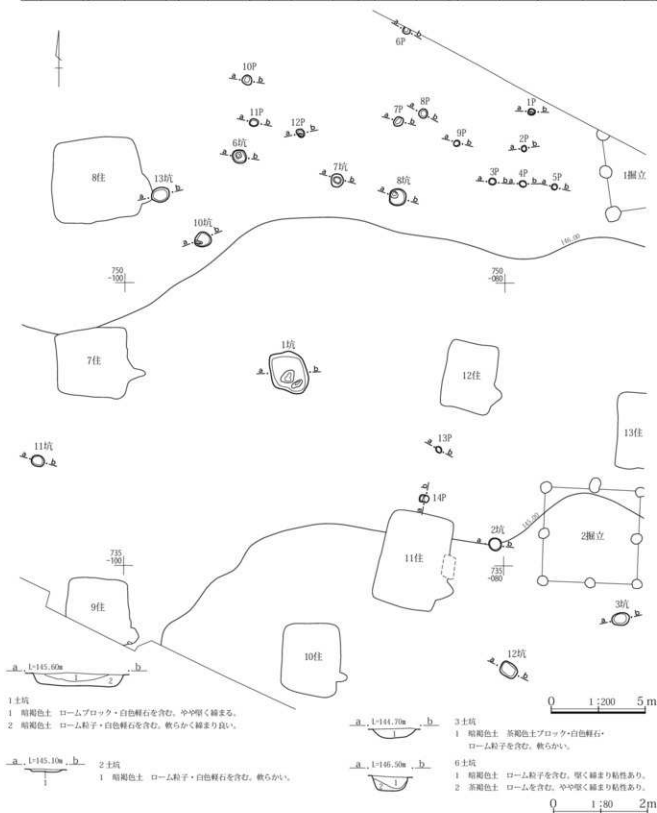 6P
10P
8P
1P
7P
11P
12P
9P
2P
6坑
3P
4P
5P
1掘立
8住
13坑
7坑
8坑
10坑
146.00
750
-100
750
-080
7住
1坑
12住
13住
13P
11坑
14P
2坑
2掘立
11住
735
-100
735
-080
9住
10住
3坑
12坑
a L=145.60m b
1
2
1土坑
1 暗褐色土 ロームブロック・白色軽石を含む。やや堅く締まる。
2 暗褐色土 ローム粒子・白色軽石を含む。軟らかく締まり良い。
a L=145.10m b
1
2土坑
1 暗褐色土 ローム粒子・白色軽石を含む。軟らかい。
0 1:200 5m
a L=144.70m b
1
3土坑
1 暗褐色土 茶褐色土ブロック・白色軽石・
ローム粒子を含む。軟らかい。
a L=146.50m b
2 1
6土坑
1 暗褐色土 ローム粒子を含む。堅く締まり粘性あり。
2 茶褐色土 ロームを含む。やや堅く締まり粘性あり。
0 1:80 2m